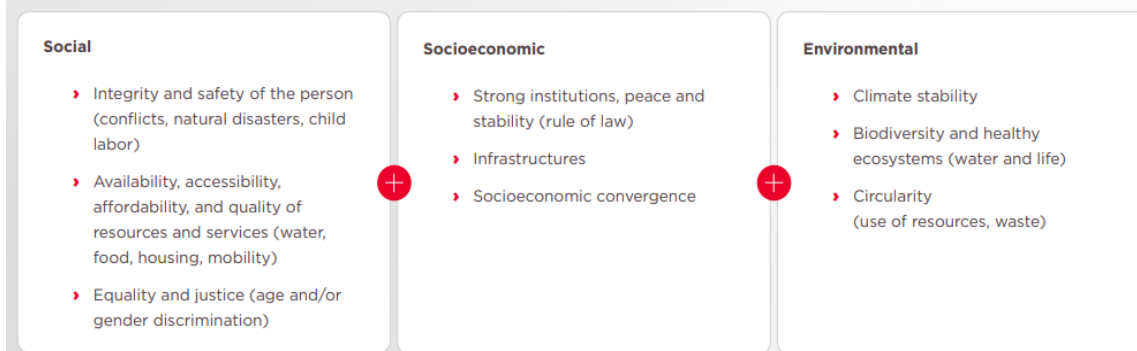 Social
› Integrity and safety of the person
(conflicts, natural disasters, child
labor)
› Availability, accessibility,
affordability, and quality of
resources and services (water,
food, housing, mobility)
› Equality and justice (age and/or
gender discrimination)
+
Socioeconomic
› Strong institutions, peace and
stability (rule of law)
› Infrastructures
› Socioeconomic convergence
+
Environmental
› Climate stability
› Biodiversity and healthy
ecosystems (water and life)
› Circularity
(use of resources, waste)